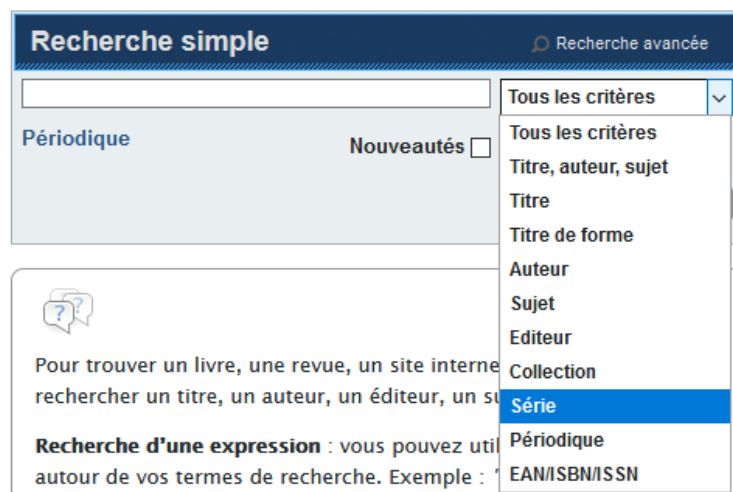 Recherche simple
Recherche avancée
Tous les critères
Périodique
Nouveautés
Tous les critères
Titre, auteur, sujet
Titre
Titre de forme
Auteur
Sujet
Editeur
Collection
Série
Périodique
EAN/ISBN/ISSN
? ?
Pour trouver un livre, une revue, un site interne
rechercher un titre, un auteur, un éditeur, un su
Recherche d'une expression : vous pouvez util
autour de vos termes de recherche. Exemple : "